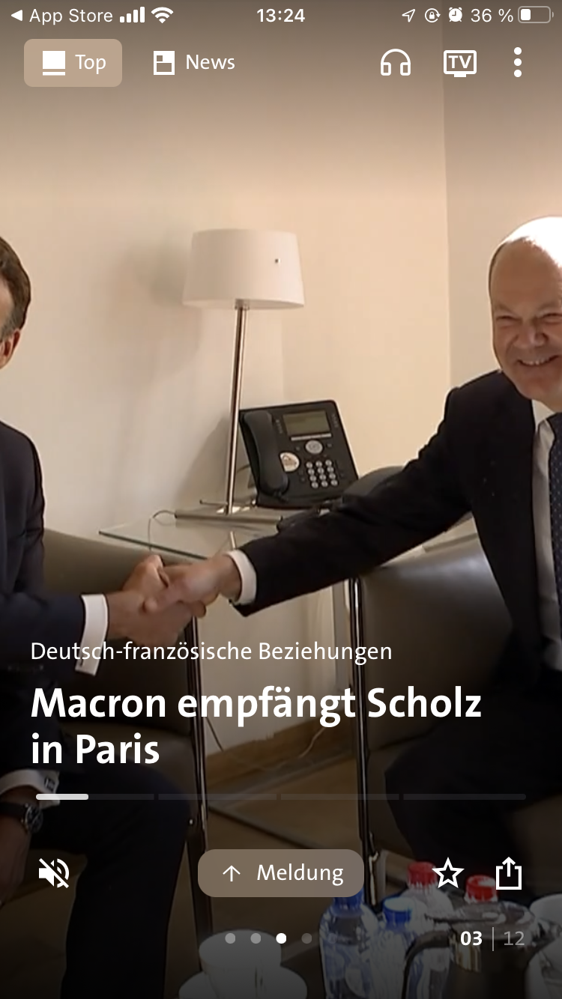 App Store 13:24 36 %
Top News TV
Deutsch-französische Beziehungen
Macron empfängt Scholz
in Paris
Meldung
03 | 12